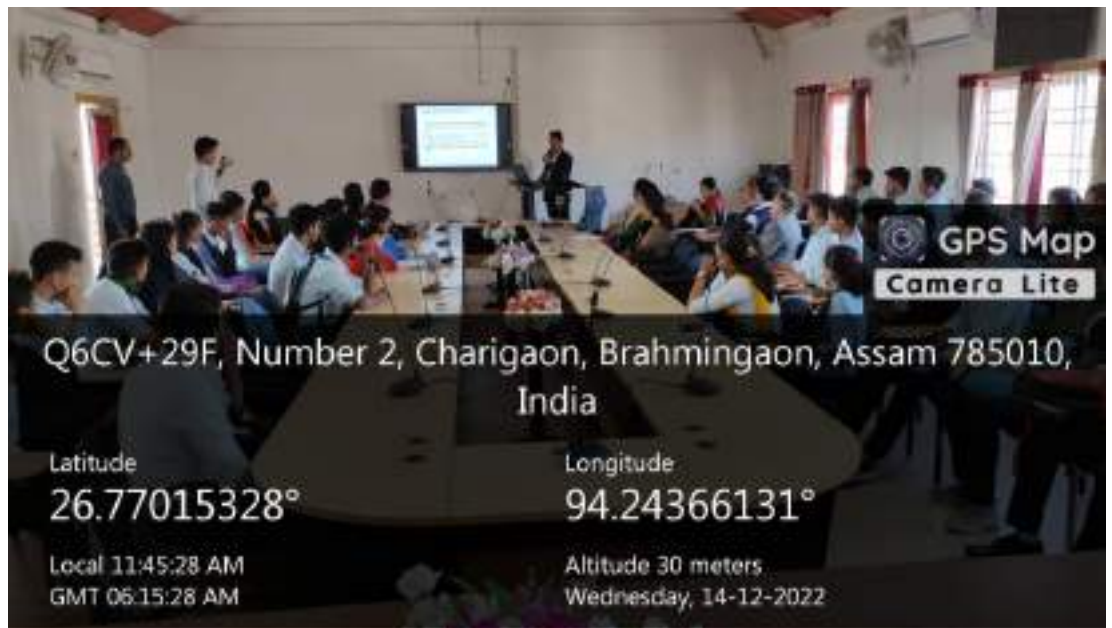 GPS Map
Camera Lite
Q6CV+29F, Number 2, Charigaon, Brahmingaon, Assam 785010,
India
Latitude
26.77015328°
Longitude
94.24366131°
Local 11:45:28 AM
GMT 06:15:28 AM
Altitude 30 meters
Wednesday, 14-12-2022